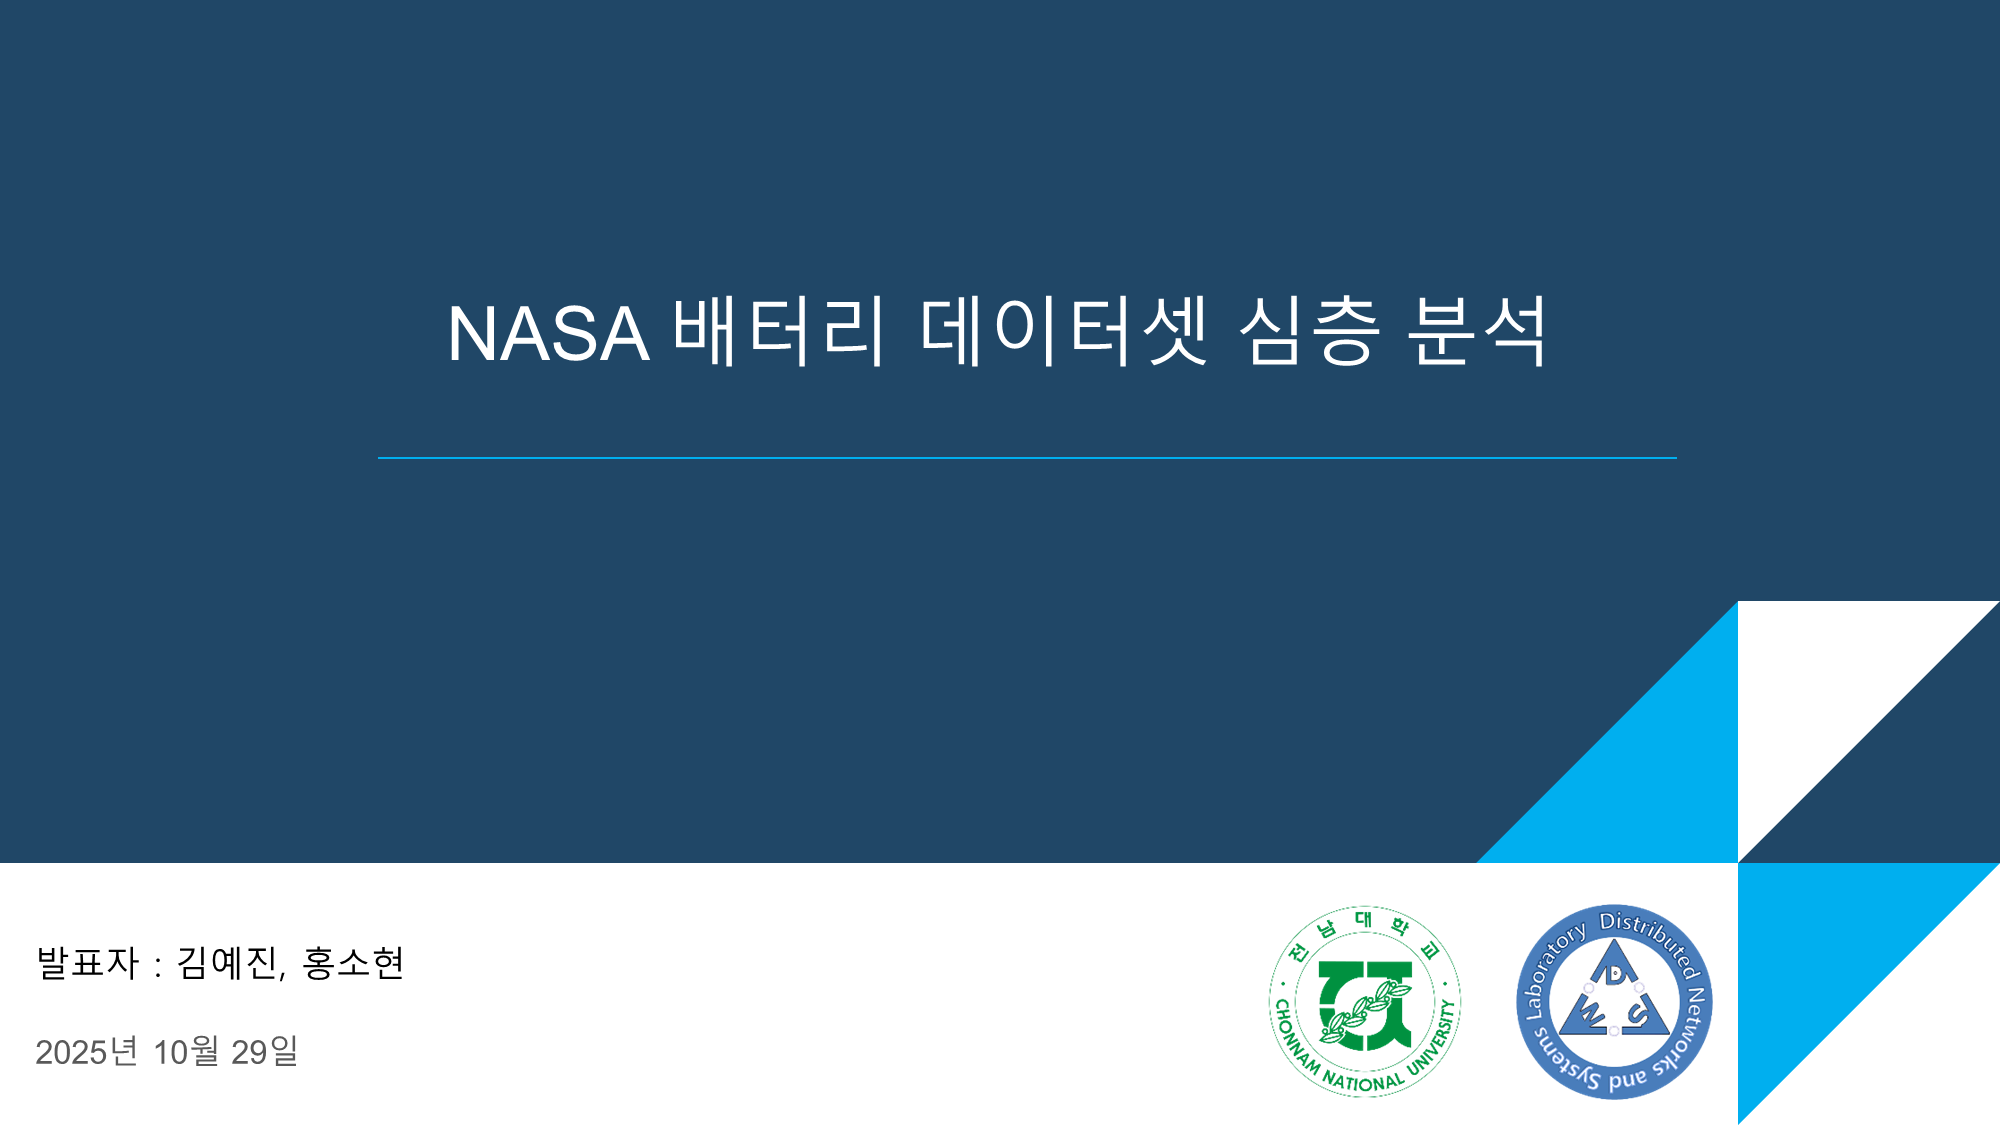 NASA 배터리 데이터셋 심층 분석
발표자 : 김예진, 홍소현
2025년 10월 29일
전남대학교
CHONNAM NATIONAL UNIVERSITY
Laboratory Distributed Networks and Systems
D
N S